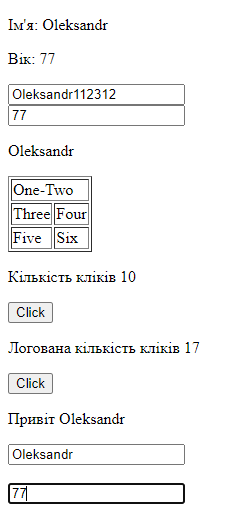 Ім'я: Oleksandr
Вік: 77
Oleksandr112312
77
Oleksandr
One-Two
Three Four
Five Six
Кількість кліків 10
Click
Логована кількість кліків 17
Click
Привіт Oleksandr
Oleksandr
77